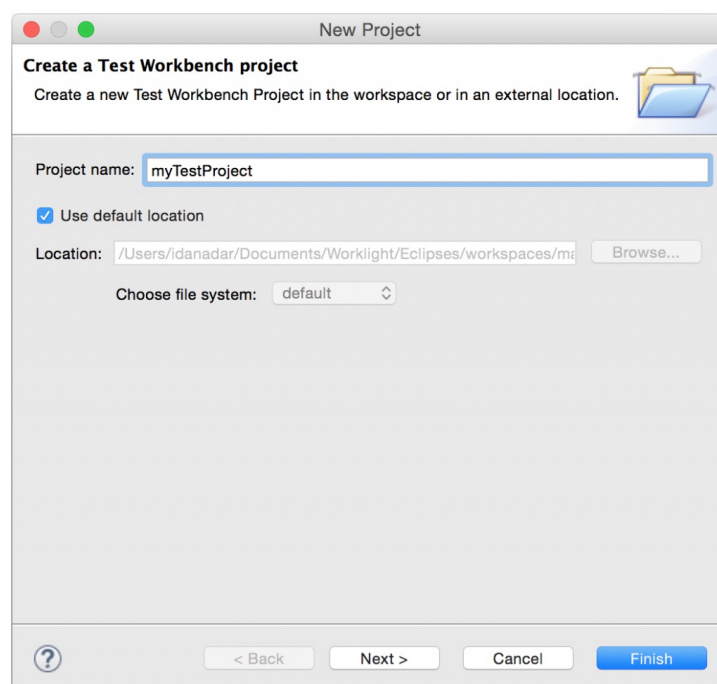 New Project
Create a Test Workbench project
Create a new Test Workbench Project in the workspace or in an external location.
Project name: myTestProject
Use default location
Location: /Users/idanadar/Documents/Worklight/Eclipses/workspaces/ Browse...
Choose file system: default
? < Back Next > Cancel Finish